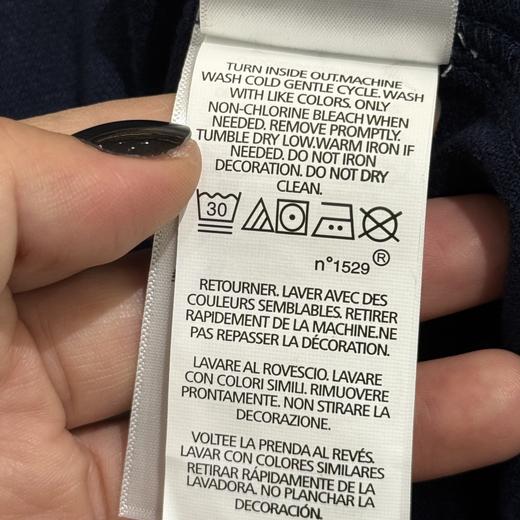 TURN INSIDE OUT.MACHINE
WASH COLD GENTLE CYCLE. WASH
WITH LIKE COLORS. ONLY
NON-CHLORINE BLEACH WHEN
NEEDED. REMOVE PROMPTLY.
TUMBLE DRY LOW.WARM IRON IF
NEEDED. DO NOT IRON
DECORATION. DO NOT DRY
CLEAN.
30
n°1529 ®
RETOURNER. LAVER AVEC DES
COULEURS SEMBLABLES. RETIRER
RAPIDEMENT DE LA MACHINE.NE
PAS REPASSER LA DÉCORATION.
LAVARE AL ROVESCIO. LAVARE
CON COLORI SIMILI. RIMUOVERE
PRONTAMENTE. NON STIRARE LA
DECORAZIONE.
VOLTEE LA PRENDA AL REVÉS.
LAVAR CON COLORES SIMILARES
RETIRAR RÁPIDAMENTE DE LA
LAVADORA. NO PLANCHAR LA
DECORACIÓN.